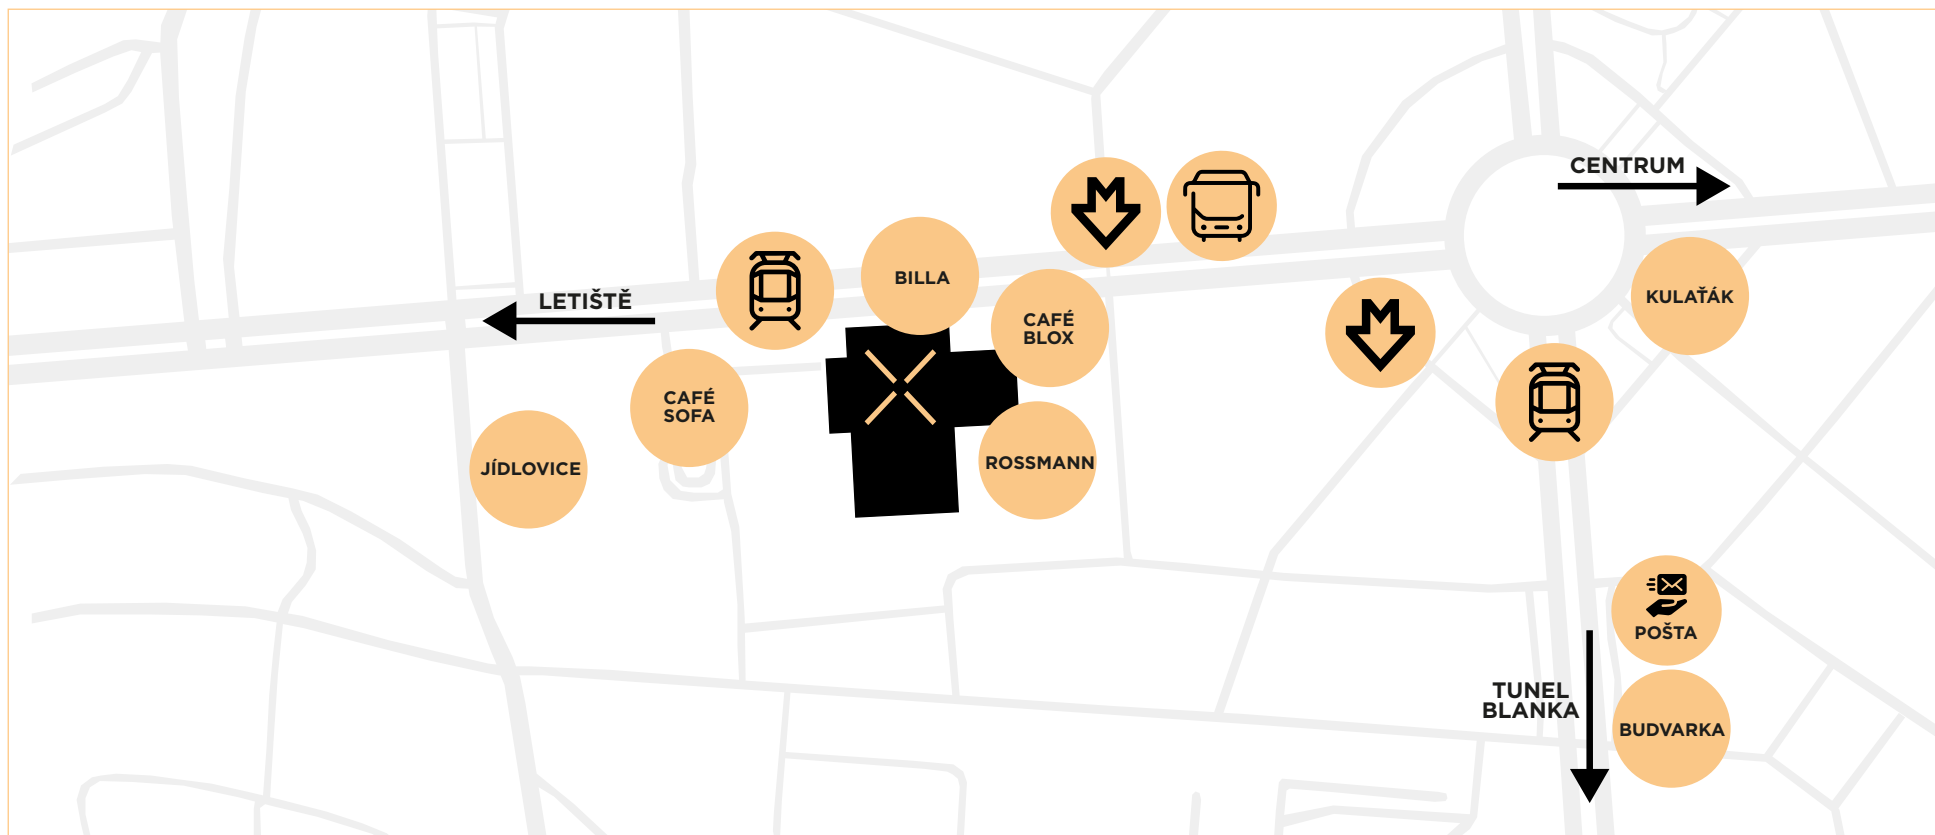 CENTRUM
BILLA
LETIŠTĚ
KULAŤÁK
CAFÉ
BLOX
CAFÉ
SOFA
JÍDLOVICE
ROSSMANN
POŠTA
TUNEL
BLANKA
BUDVARKA